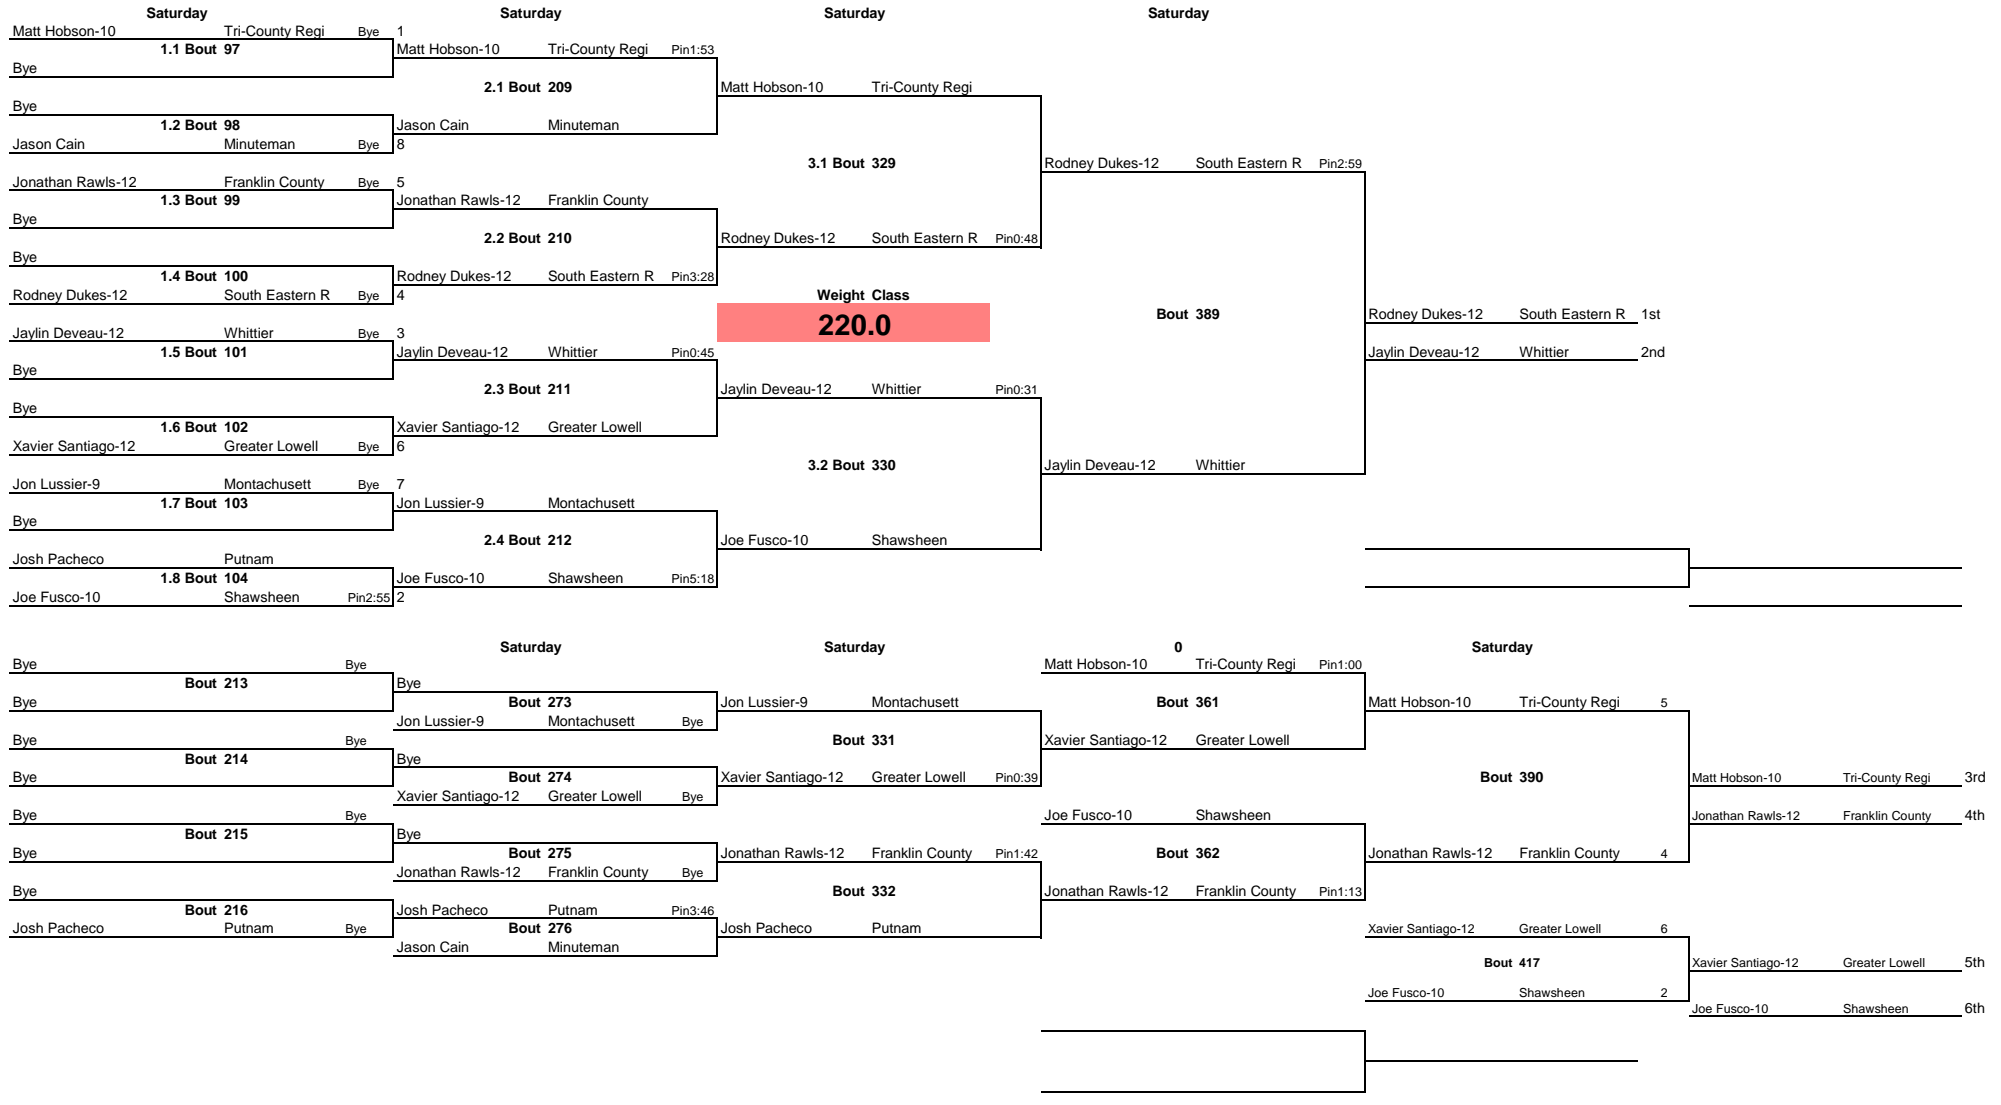 Saturday Saturday Saturday Saturday
Matt Hobson-10 Tri-County Regi Bye 1
1.1 Bout 97 Matt Hobson-10 Tri-County Regi Pin1:53
Bye
2.1 Bout 209 Matt Hobson-10 Tri-County Regi
Bye
1.2 Bout 98 Jason Cain Minuteman
Jason Cain Minuteman Bye 8
3.1 Bout 329 Rodney Dukes-12 South Eastern R Pin2:59
Jonathan Rawls-12 Franklin County Bye 5
1.3 Bout 99 Jonathan Rawls-12 Franklin County
Bye
2.2 Bout 210 Rodney Dukes-12 South Eastern R Pin0:48
Bye
1.4 Bout 100 Rodney Dukes-12 South Eastern R Pin3:28
Rodney Dukes-12 South Eastern R Bye 4 Weight Class
220.0 Bout 389 Rodney Dukes-12 South Eastern R 1st
Jaylin Deveau-12 Whittier Bye 3
1.5 Bout 101 Jaylin Deveau-12 Whittier Pin0:45 Jaylin Deveau-12 Whittier 2nd
Bye
2.3 Bout 211 Jaylin Deveau-12 Whittier Pin0:31
Bye
1.6 Bout 102 Xavier Santiago-12 Greater Lowell
Xavier Santiago-12 Greater Lowell Bye 6
3.2 Bout 330 Jaylin Deveau-12 Whittier
Jon Lussier-9 Montachusett Bye 7
1.7 Bout 103 Jon Lussier-9 Montachusett
Bye
2.4 Bout 212 Joe Fusco-10 Shawsheen
Josh Pacheco Putnam
1.8 Bout 104 Joe Fusco-10 Shawsheen Pin5:18
Joe Fusco-10 Shawsheen Pin2:55 2
Saturday Saturday 0 Saturday
Bye Bye Matt Hobson-10 Tri-County Regi Pin1:00
Bout 213 Bye
Bye Bout 273 Jon Lussier-9 Montachusett Bout 361 Matt Hobson-10 Tri-County Regi 5
Jon Lussier-9 Montachusett Bye
Bye Bye Bout 331 Xavier Santiago-12 Greater Lowell
Bout 214 Bye
Bye Bout 274 Xavier Santiago-12 Greater Lowell Pin0:39 Bout 390 Matt Hobson-10 Tri-County Regi 3rd
Xavier Santiago-12 Greater Lowell Bye
Bye Bye Joe Fusco-10 Shawsheen Jonathan Rawls-12 Franklin County 4th
Bout 215 Bye
Bye Bout 275 Jonathan Rawls-12 Franklin County Pin1:42 Bout 362 Jonathan Rawls-12 Franklin County 4
Jonathan Rawls-12 Franklin County Bye
Bye Bout 332 Jonathan Rawls-12 Franklin County Pin1:13
Bout 216 Josh Pacheco Putnam Pin3:46
Josh Pacheco Putnam Bye Bout 276 Josh Pacheco Putnam Xavier Santiago-12 Greater Lowell 6
Jason Cain Minuteman
Bout 417 Xavier Santiago-12 Greater Lowell 5th
Joe Fusco-10 Shawsheen 2
Joe Fusco-10 Shawsheen 6th